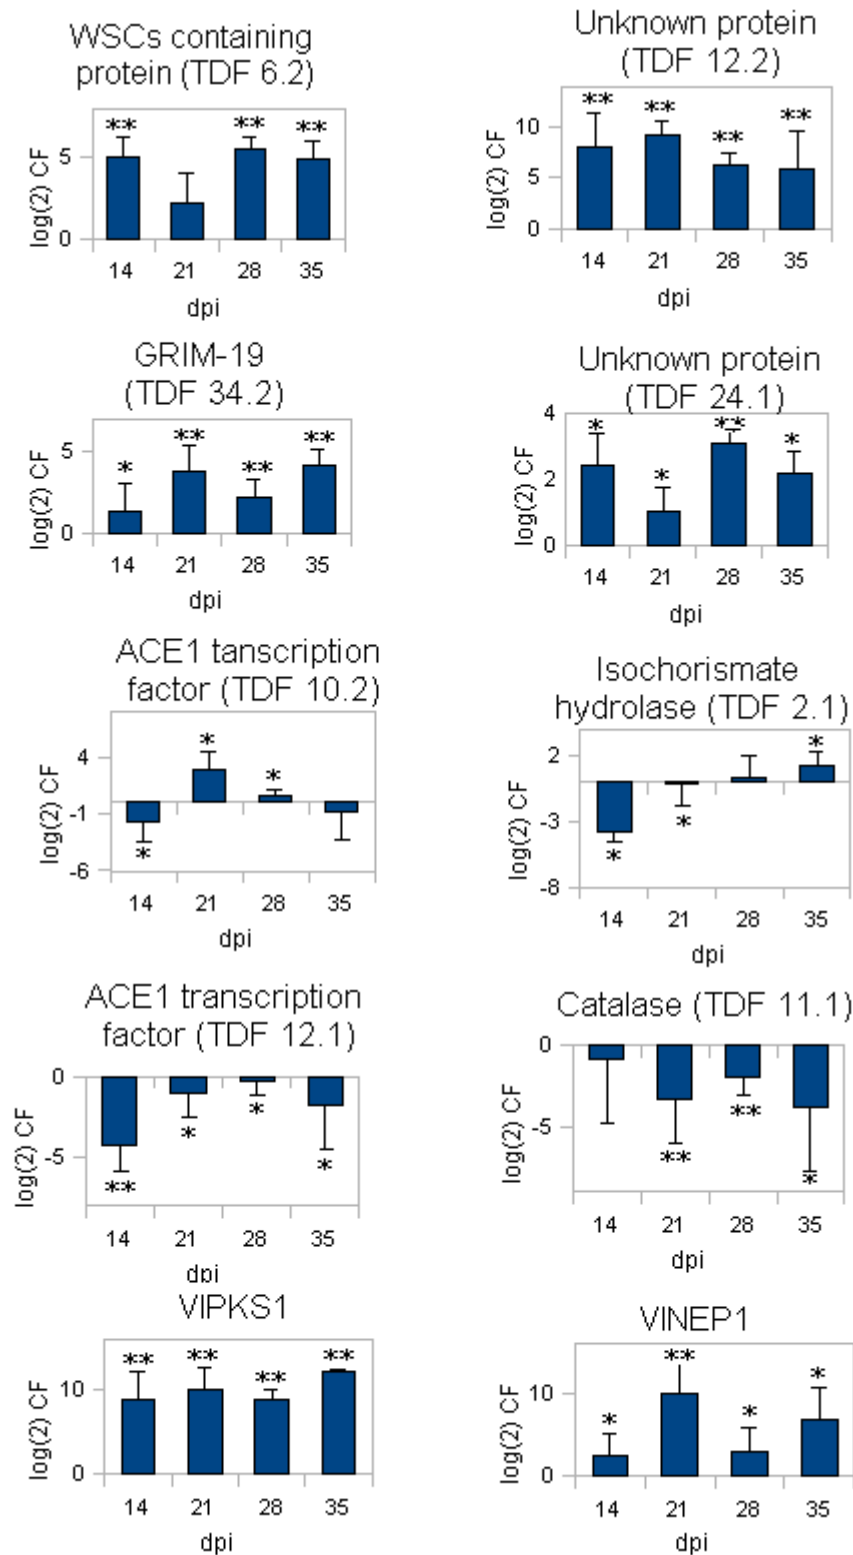 WSCs containing
protein (TDF 6.2)
log(2) CF
5
0
** ** **
14 21 28 35
dpi
Unknown protein
(TDF 12.2)
log(2) CF
10
5
0
** ** ** **
14 21 28 35
dpi
GRIM-19
(TDF 34.2)
log(2) CF
5
0
* ** ** **
14 21 28 35
dpi
Unknown protein
(TDF 24.1)
log(2) CF
4
2
0
* * ** *
14 21 28 35
dpi
ACE1 tanscription
factor (TDF 10.2)
log(2) CF
4
-1
-6
* * *
14 21 28 35
dpi
Isochorismate
hydrolase (TDF 2.1)
log(2) CF
2
-3
-8
* * *
14 21 28 35
dpi
ACE1 transcription
factor (TDF 12.1)
log(2) CF
0
-5
** * * *
14 21 28 35
dpi
Catalase (TDF 11.1)
log(2) CF
0
-5
** ** *
14 21 28 35
dpi
VIPKS1
log(2) CF
10
0
** ** ** **
14 21 28 35
dpi
VINEP1
log(2) CF
10
0
* ** * *
14 21 28 35
dpi